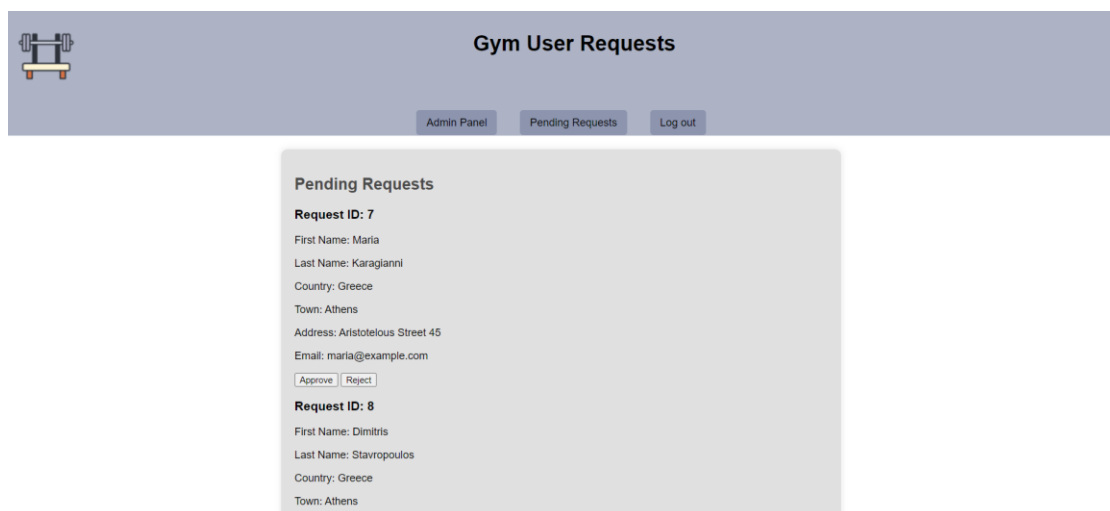 Gym User Requests
Admin Panel
Pending Requests
Log out
Pending Requests
Request ID: 7
First Name: Maria
Last Name: Karagianni
Country: Greece
Town: Athens
Address: Aristotelous Street 45
Email: maria@example.com
Approve Reject
Request ID: 8
First Name: Dimitris
Last Name: Stavropoulos
Country: Greece
Town: Athens